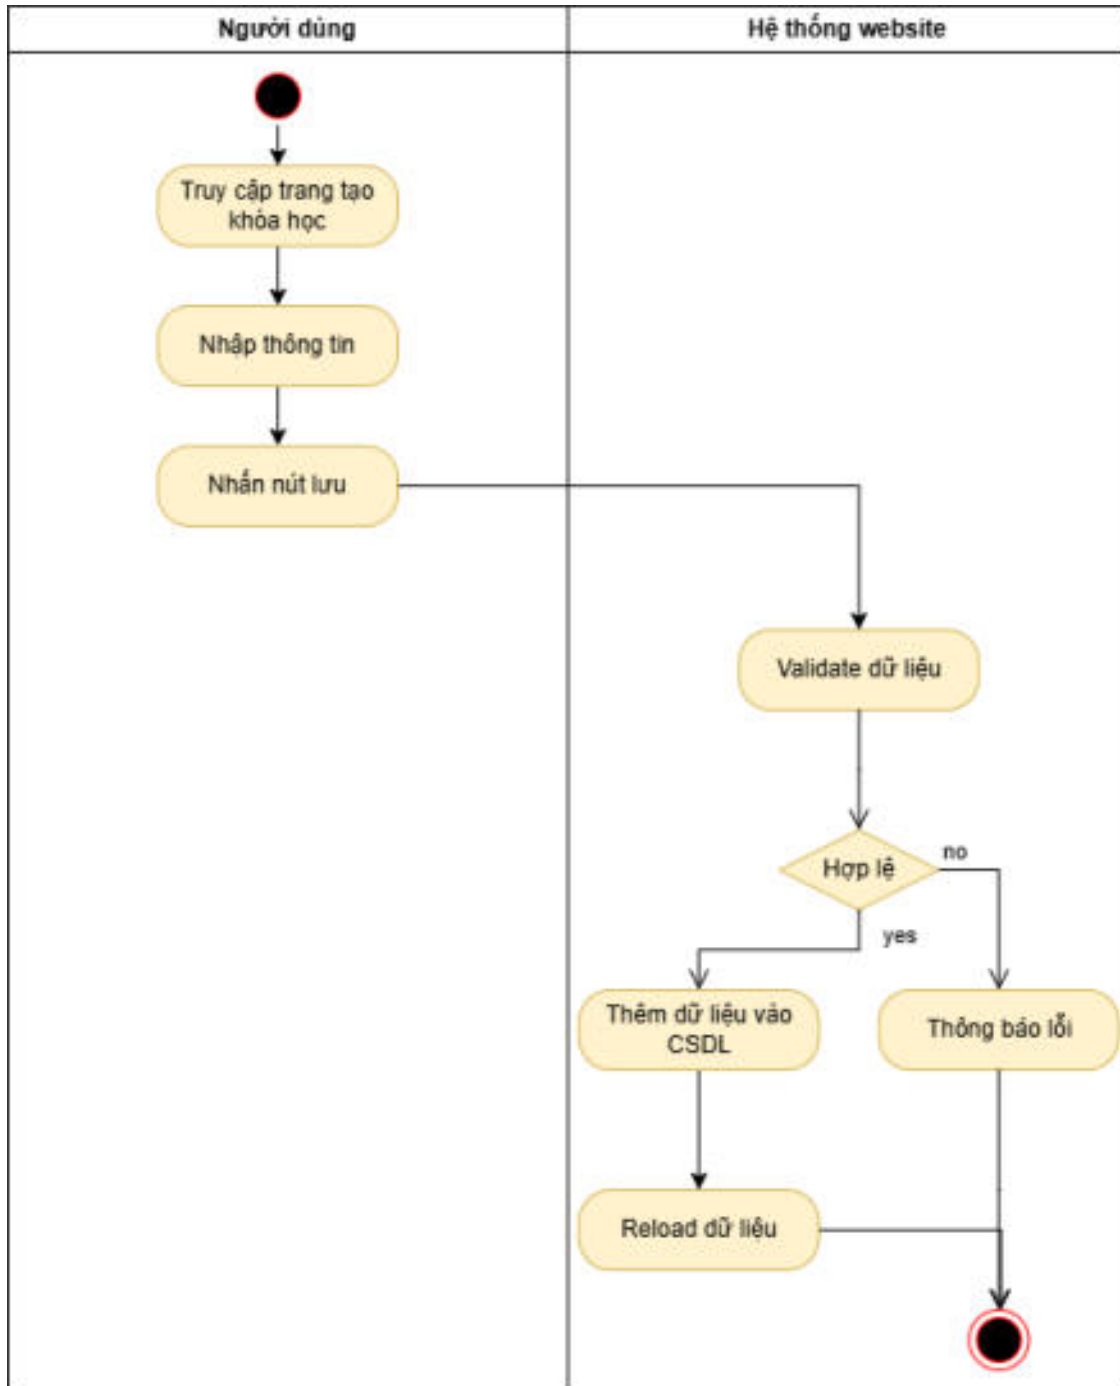 Người dùng
Hệ thống website
Truy cập trang tạo
khóa học
Nhập thông tin
Nhấn nút lưu
Validate dữ liệu
Hợp lệ
no
yes
Thêm dữ liệu vào
CSDL
Thông báo lỗi
Reload dữ liệu